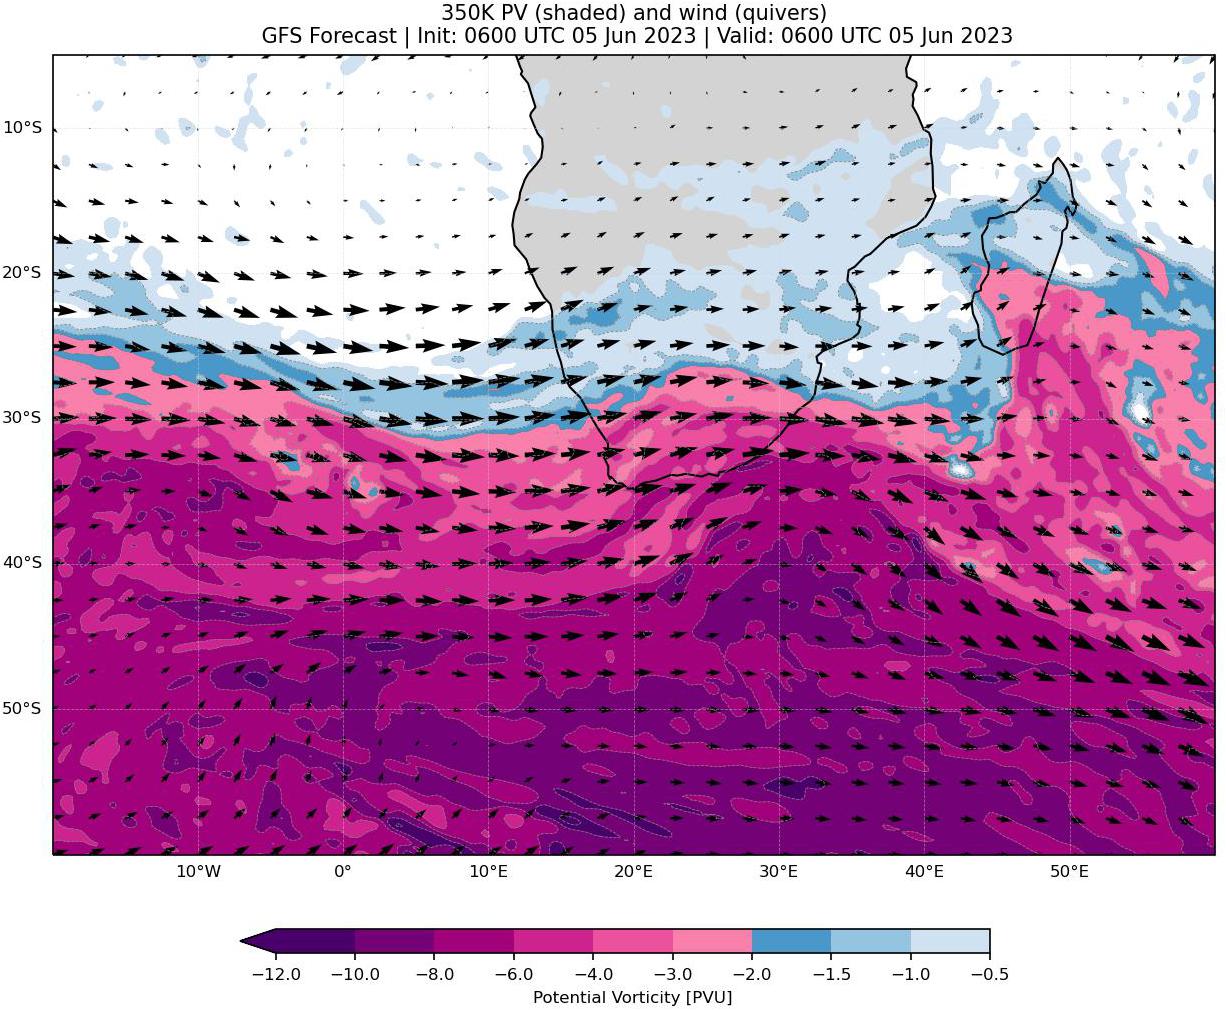 350K PV (shaded) and wind (quivers)
GFS Forecast | Init: 0600 UTC 05 Jun 2023 | Valid: 0600 UTC 05 Jun 2023
10°S
20°S
30°S
40°S
50°S
10°W 0° 10°E 20°E 30°E 40°E 50°E
−12.0 −10.0 −8.0 −6.0 −4.0 −3.0 −2.0 −1.5 −1.0 −0.5
Potential Vorticity [PVU]